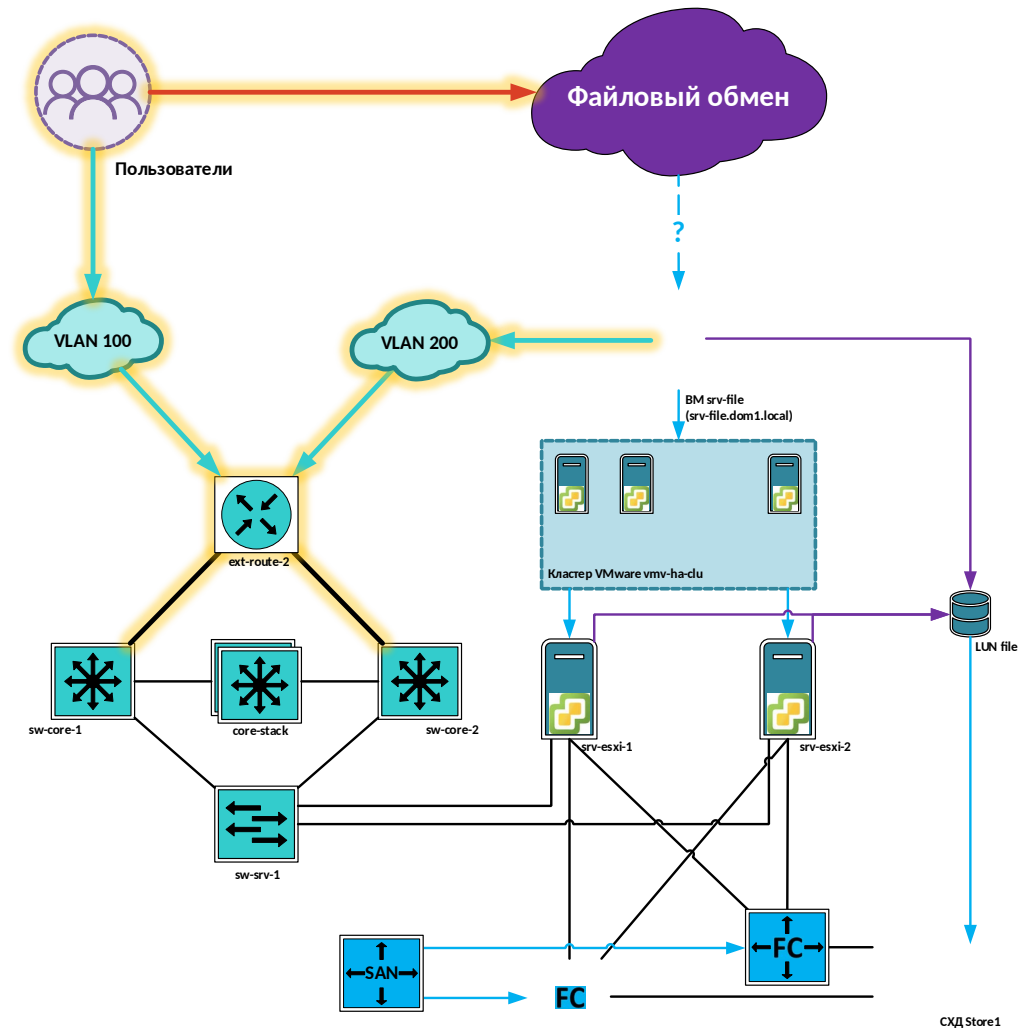 Файловый обмен
Пользователи
?
VLAN 100
VLAN 200
ВМ srv-file
(srv-file.dom1.local)
ext-route-2
Кластер VMware vmv-ha-clu
LUN file
sw-core-1
core-stack
sw-core-2
srv-esxi-1
srv-esxi-2
sw-srv-1
FC
SAN
FC
СХД Store1